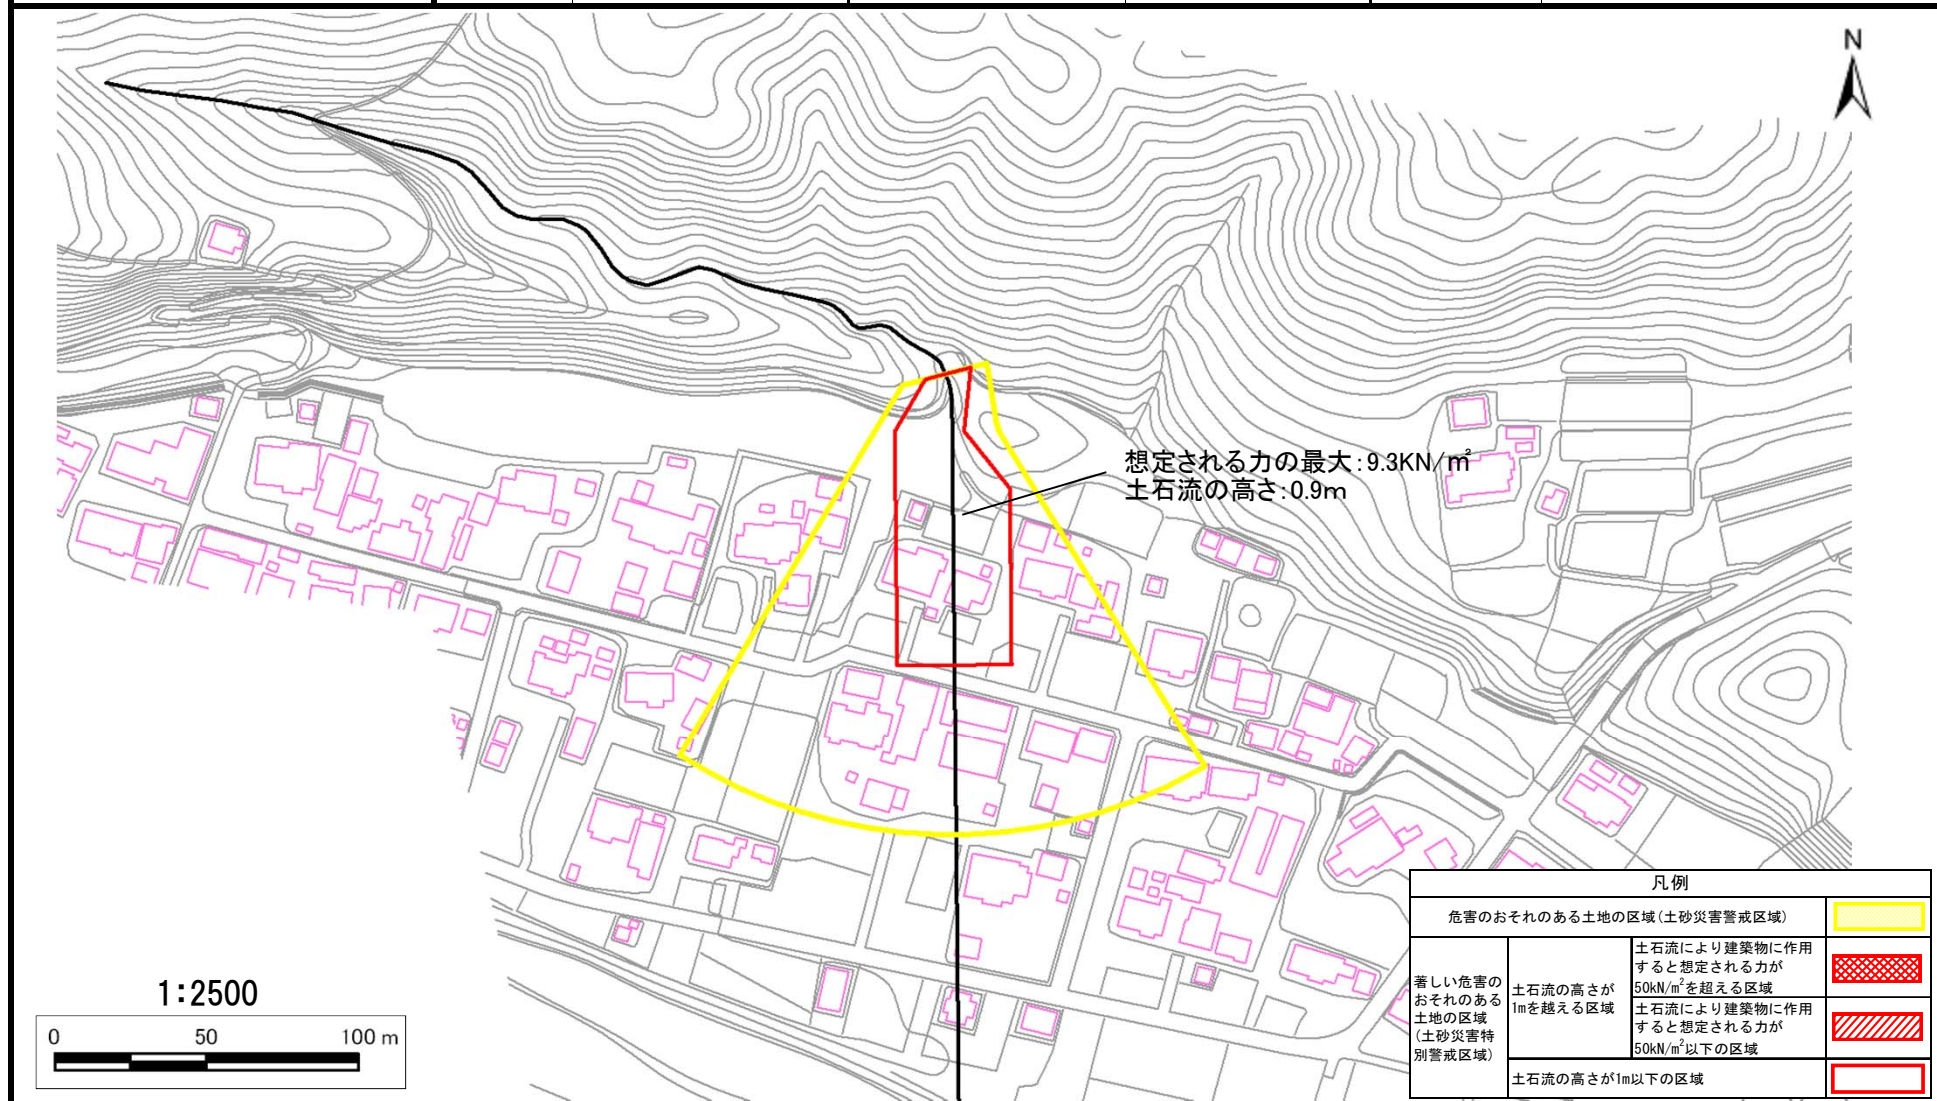 N
想定される力の最大：9.3KN/㎡
土石流の高さ：0.9m
1:2500
0 50 100 m
凡例
危害のおそれのある土地の区域（土砂災害警戒区域）
著しい危害の
おそれのある
土地の区域
（土砂災害特
別警戒区域）
土石流の高さが
1mを越える区域
土石流により建築物に作用
すると想定される力が
50kN/m²を超える区域
土石流により建築物に作用
すると想定される力が
50kN/m²以下の区域
土石流の高さが1m以下の区域